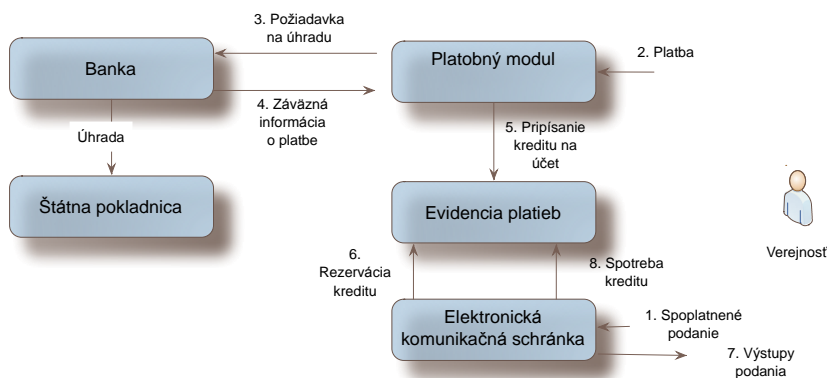 3. Požiadavka
na úhradu
Banka
Platobný modul
2. Platba
4. Záväzná
informácia
o platbe
Úhrada
5. Pripísanie
kreditu na
účet
Štátna pokladnica
Evidencia platieb
Verejnosť
6.
Rezervácia
kreditu
8. Spotreba
kreditu
Elektronická
komunikačná schránka
1. Spoplatnené
podanie
7. Výstupy
podania